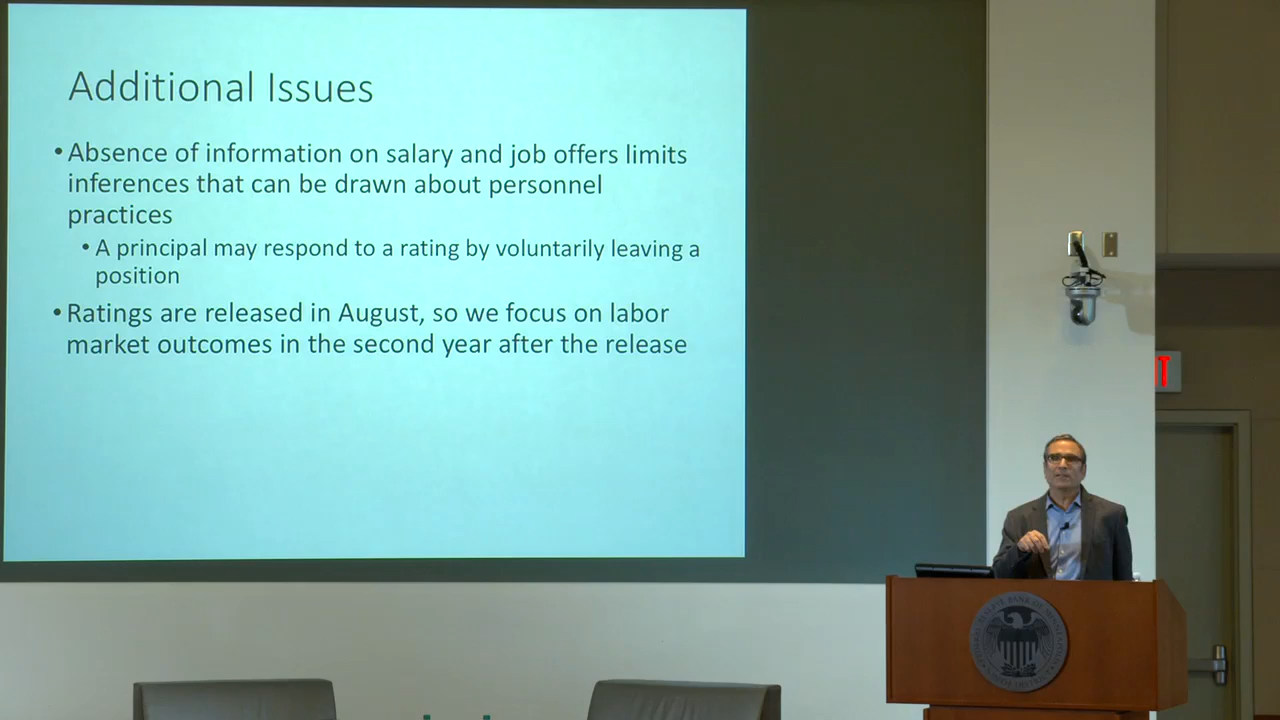 Additional Issues
•Absence of information on salary and job offers limits
inferences that can be drawn about personnel
practices
•A principal may respond to a rating by voluntarily leaving a
position
•Ratings are released in August, so we focus on labor
market outcomes in the second year after the release
IT